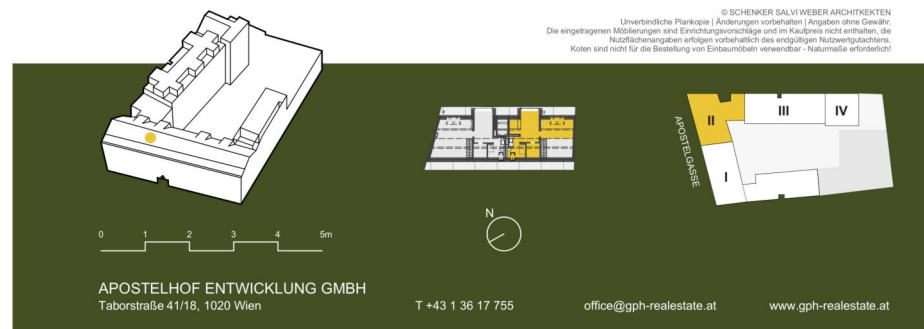 © SCHENKER SALVI WEBER ARCHITKEKTEN
Unverbindliche Plankopie | Änderungen vorbehalten | Angaben ohne Gewähr.
Die eingetragenen Möblierungen sind Einrichtungsvorschläge und im Kaufpreis nicht enthalten, die
Nutzflächenangaben erfolgen vorbehaltlich des endgültigen Nutzwertgutachtens.
Koten sind nicht für die Bestellung von Einbaumöbeln verwendbar - Naturmaße erforderlich!
II
III
IV
APOSTELGASSE
I
N
0 1 2 3 4 5m
APOSTELHOF ENTWICKLUNG GMBH
Taborstraße 41/18, 1020 Wien
T +43 1 36 17 755
office@gph-realestate.at
www.gph-realestate.at